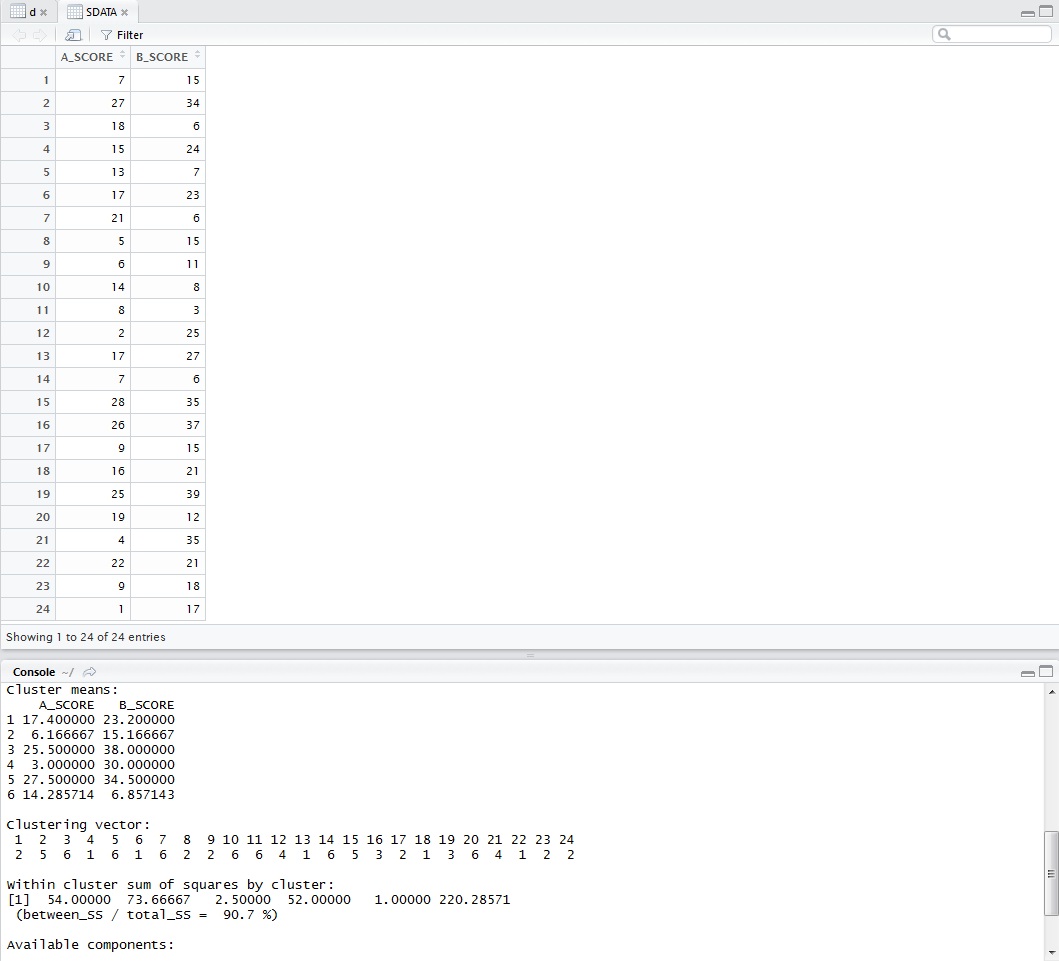 d SDATA
Filter
A_SCORE B_SCORE
1 7 15
2 27 34
3 18 6
4 15 24
5 13 7
6 17 23
7 21 6
8 5 15
9 6 11
10 14 8
11 8 3
12 2 25
13 17 27
14 7 6
15 28 35
16 26 37
17 9 15
18 16 21
19 25 39
20 19 12
21 4 35
22 22 21
23 9 18
24 1 17
Showing 1 to 24 of 24 entries
Console ~/
Cluster means:
A_SCORE B_SCORE
1 17.400000 23.200000
2 6.166667 15.166667
3 25.500000 38.000000
4 3.000000 30.000000
5 27.500000 34.500000
6 14.285714 6.857143
Clustering vector:
1 2 3 4 5 6 7 8 9 10 11 12 13 14 15 16 17 18 19 20 21 22 23 24
2 5 6 1 6 1 6 2 2 6 6 4 1 6 5 3 2 1 3 6 4 1 2 2
Within cluster sum of squares by cluster:
[1] 54.00000 73.66667 2.50000 52.00000 1.00000 220.28571
(between_SS / total_SS = 90.7 %)
Available components: